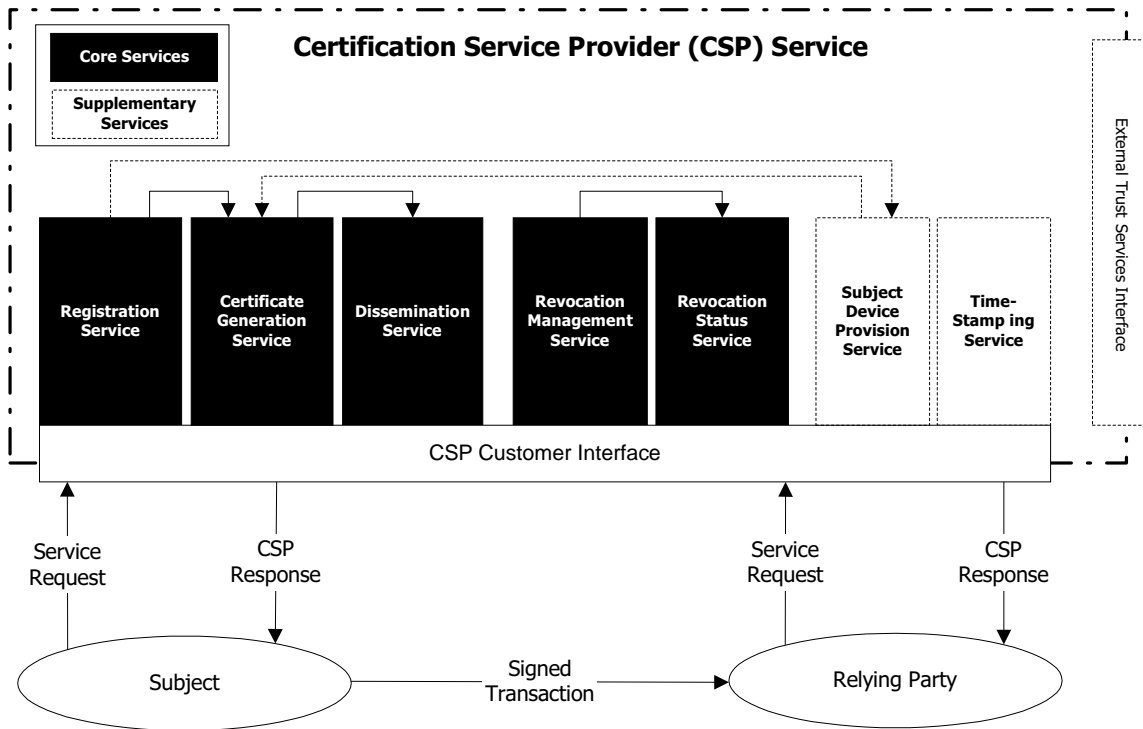 Certification Service Provider (CSP) Service
Core Services
Supplementary
Services
External Trust Services Interface
Registration
Service
Certificate
Generation
Service
Dissemination
Service
Revocation
Management
Service
Revocation
Status
Service
Subject
Device
Provision
Service
Time-
Stamp ing
Service
CSP Customer Interface
Service
Request
CSP
Response
Service
Request
CSP
Response
Subject
Signed
Transaction
Relying Party